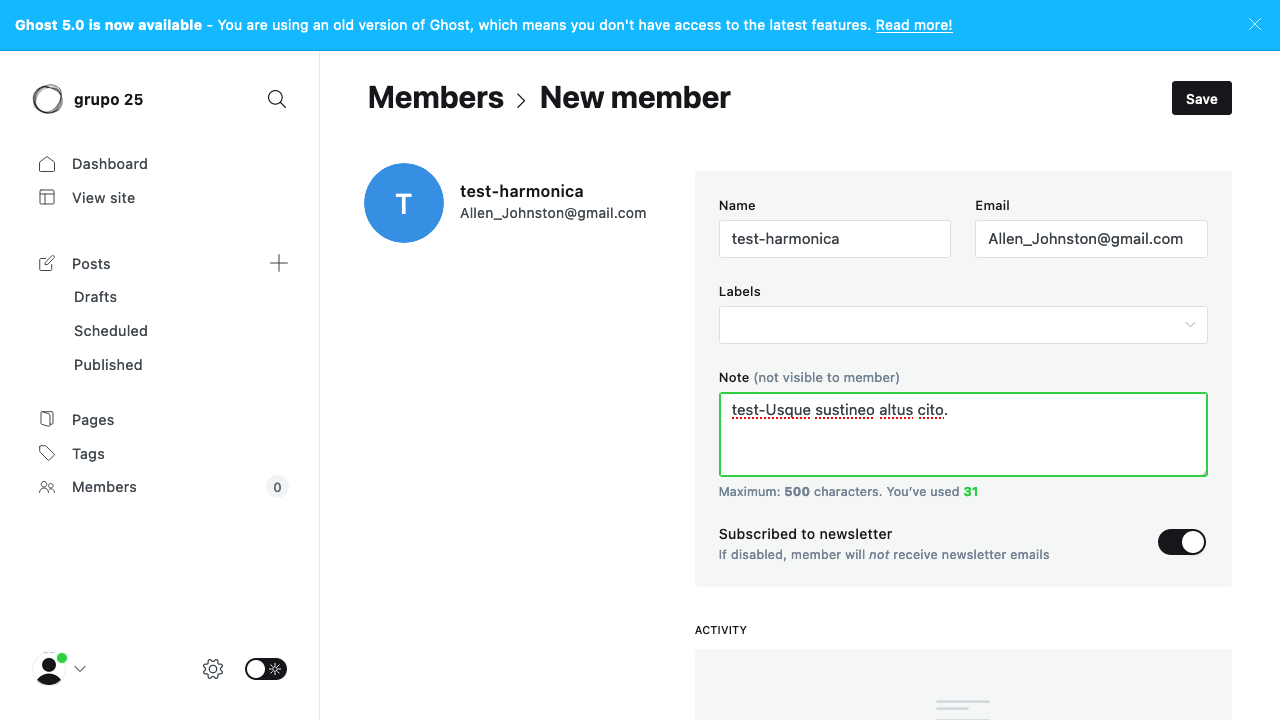 Ghost 5.0 is now available - You are using an old version of Ghost, which means you don't have access to the latest features. Read more!
grupo 25
Dashboard
View site
Posts
Drafts
Scheduled
Published
Pages
Tags
Members 0
Members > New member
Save
T
test-harmonica
Allen_Johnston@gmail.com
Name
test-harmonica
Email
Allen_Johnston@gmail.com
Labels
Note (not visible to member)
test-Usque sustineo altus cito.
Maximum: 500 characters. You've used 31
Subscribed to newsletter
If disabled, member will not receive newsletter emails
ACTIVITY